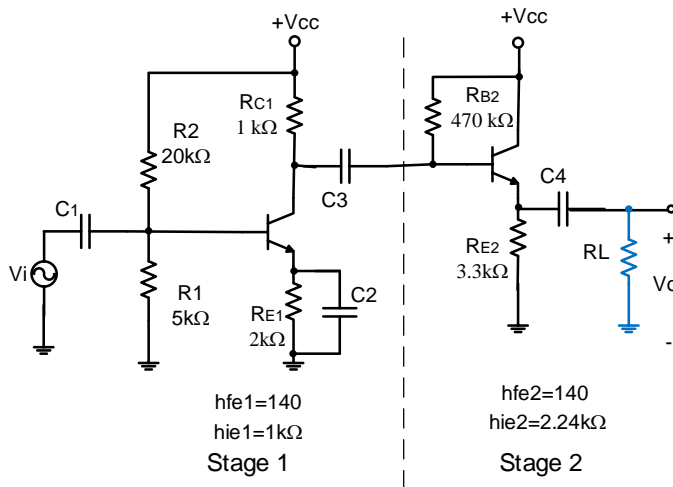 +Vcc
+Vcc
RC1
1 kΩ
R2
20kΩ
RB2
470 kΩ
C1
C3
C4
Vi
R1
5kΩ
RE1
2kΩ
C2
RE2
3.3kΩ
RL
+
Vo
-
hfe1=140
hie1=1kΩ
Stage 1
hfe2=140
hie2=2.24kΩ
Stage 2